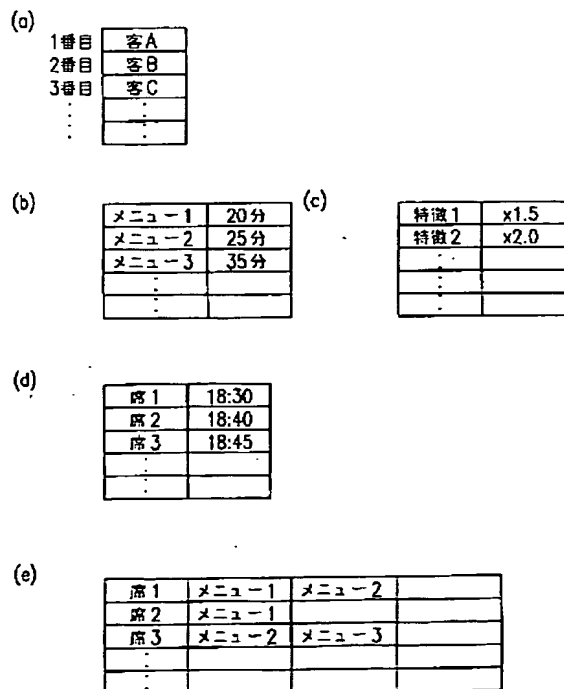 (a)
1番目 客A
2番目 客B
3番目 客C
(b)
メニュー1 20分
メニュー2 25分
メニュー3 35分
(c)
特徴1 x1.5
特徴2 x2.0
(d)
席1 18:30
席2 18:40
席3 18:45
(e)
席1 メニュー1 メニュー2
席2 メニュー1
席3 メニュー2 メニュー3